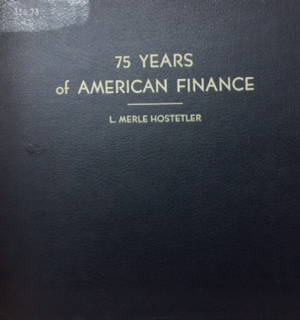 75 YEARS
of AMERICAN FINANCE
L. MERLE HOSTETLER